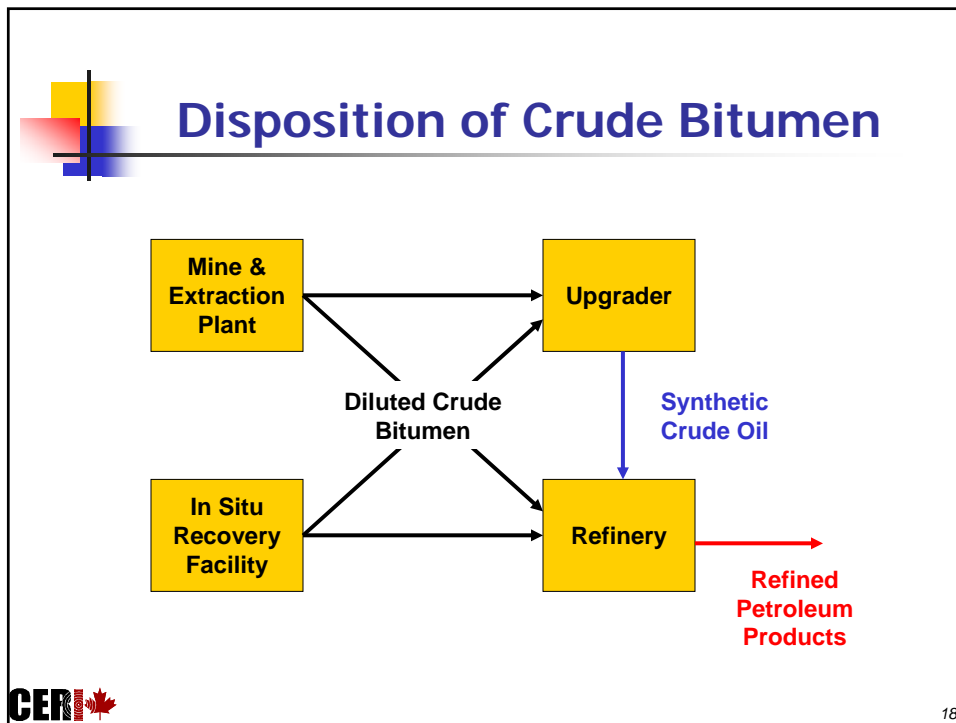 Disposition of Crude Bitumen
Mine &
Extraction
Plant
Upgrader
Diluted Crude
Bitumen
Synthetic
Crude Oil
In Situ
Recovery
Facility
Refinery
Refined
Petroleum
Products
CERI
18